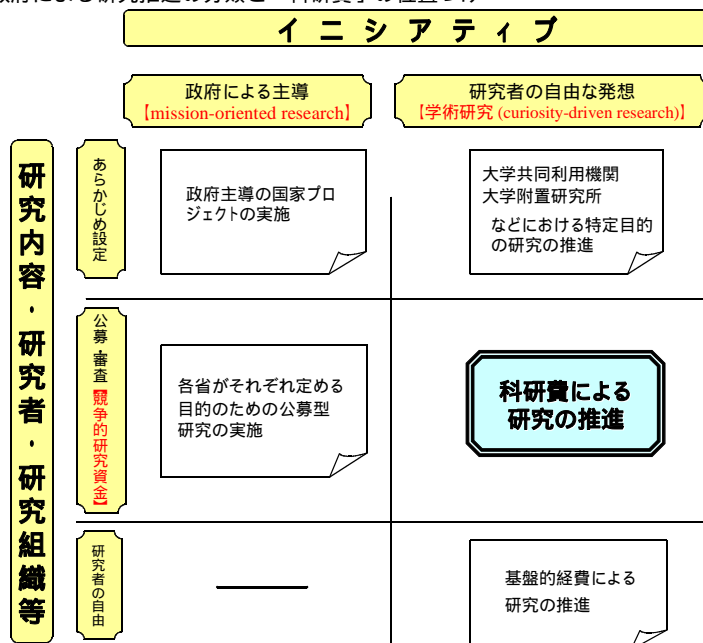 イニシアティブ
政府による主導
【mission-oriented research】
研究者の自由な発想
【学術研究 (curiosity-driven research)】
研究内容・研究者・研究組織等
あらかじめ設定
政府主導の国家プロ
ジェクトの実施
大学共同利用機関
大学附置研究所
などにおける特定目的
の研究の推進
公募・審査【競争的研究資金】
各省がそれぞれ定める
目的のための公募型
研究の実施
科研費による
研究の推進
研究者の自由
基盤的経費による
研究の推進